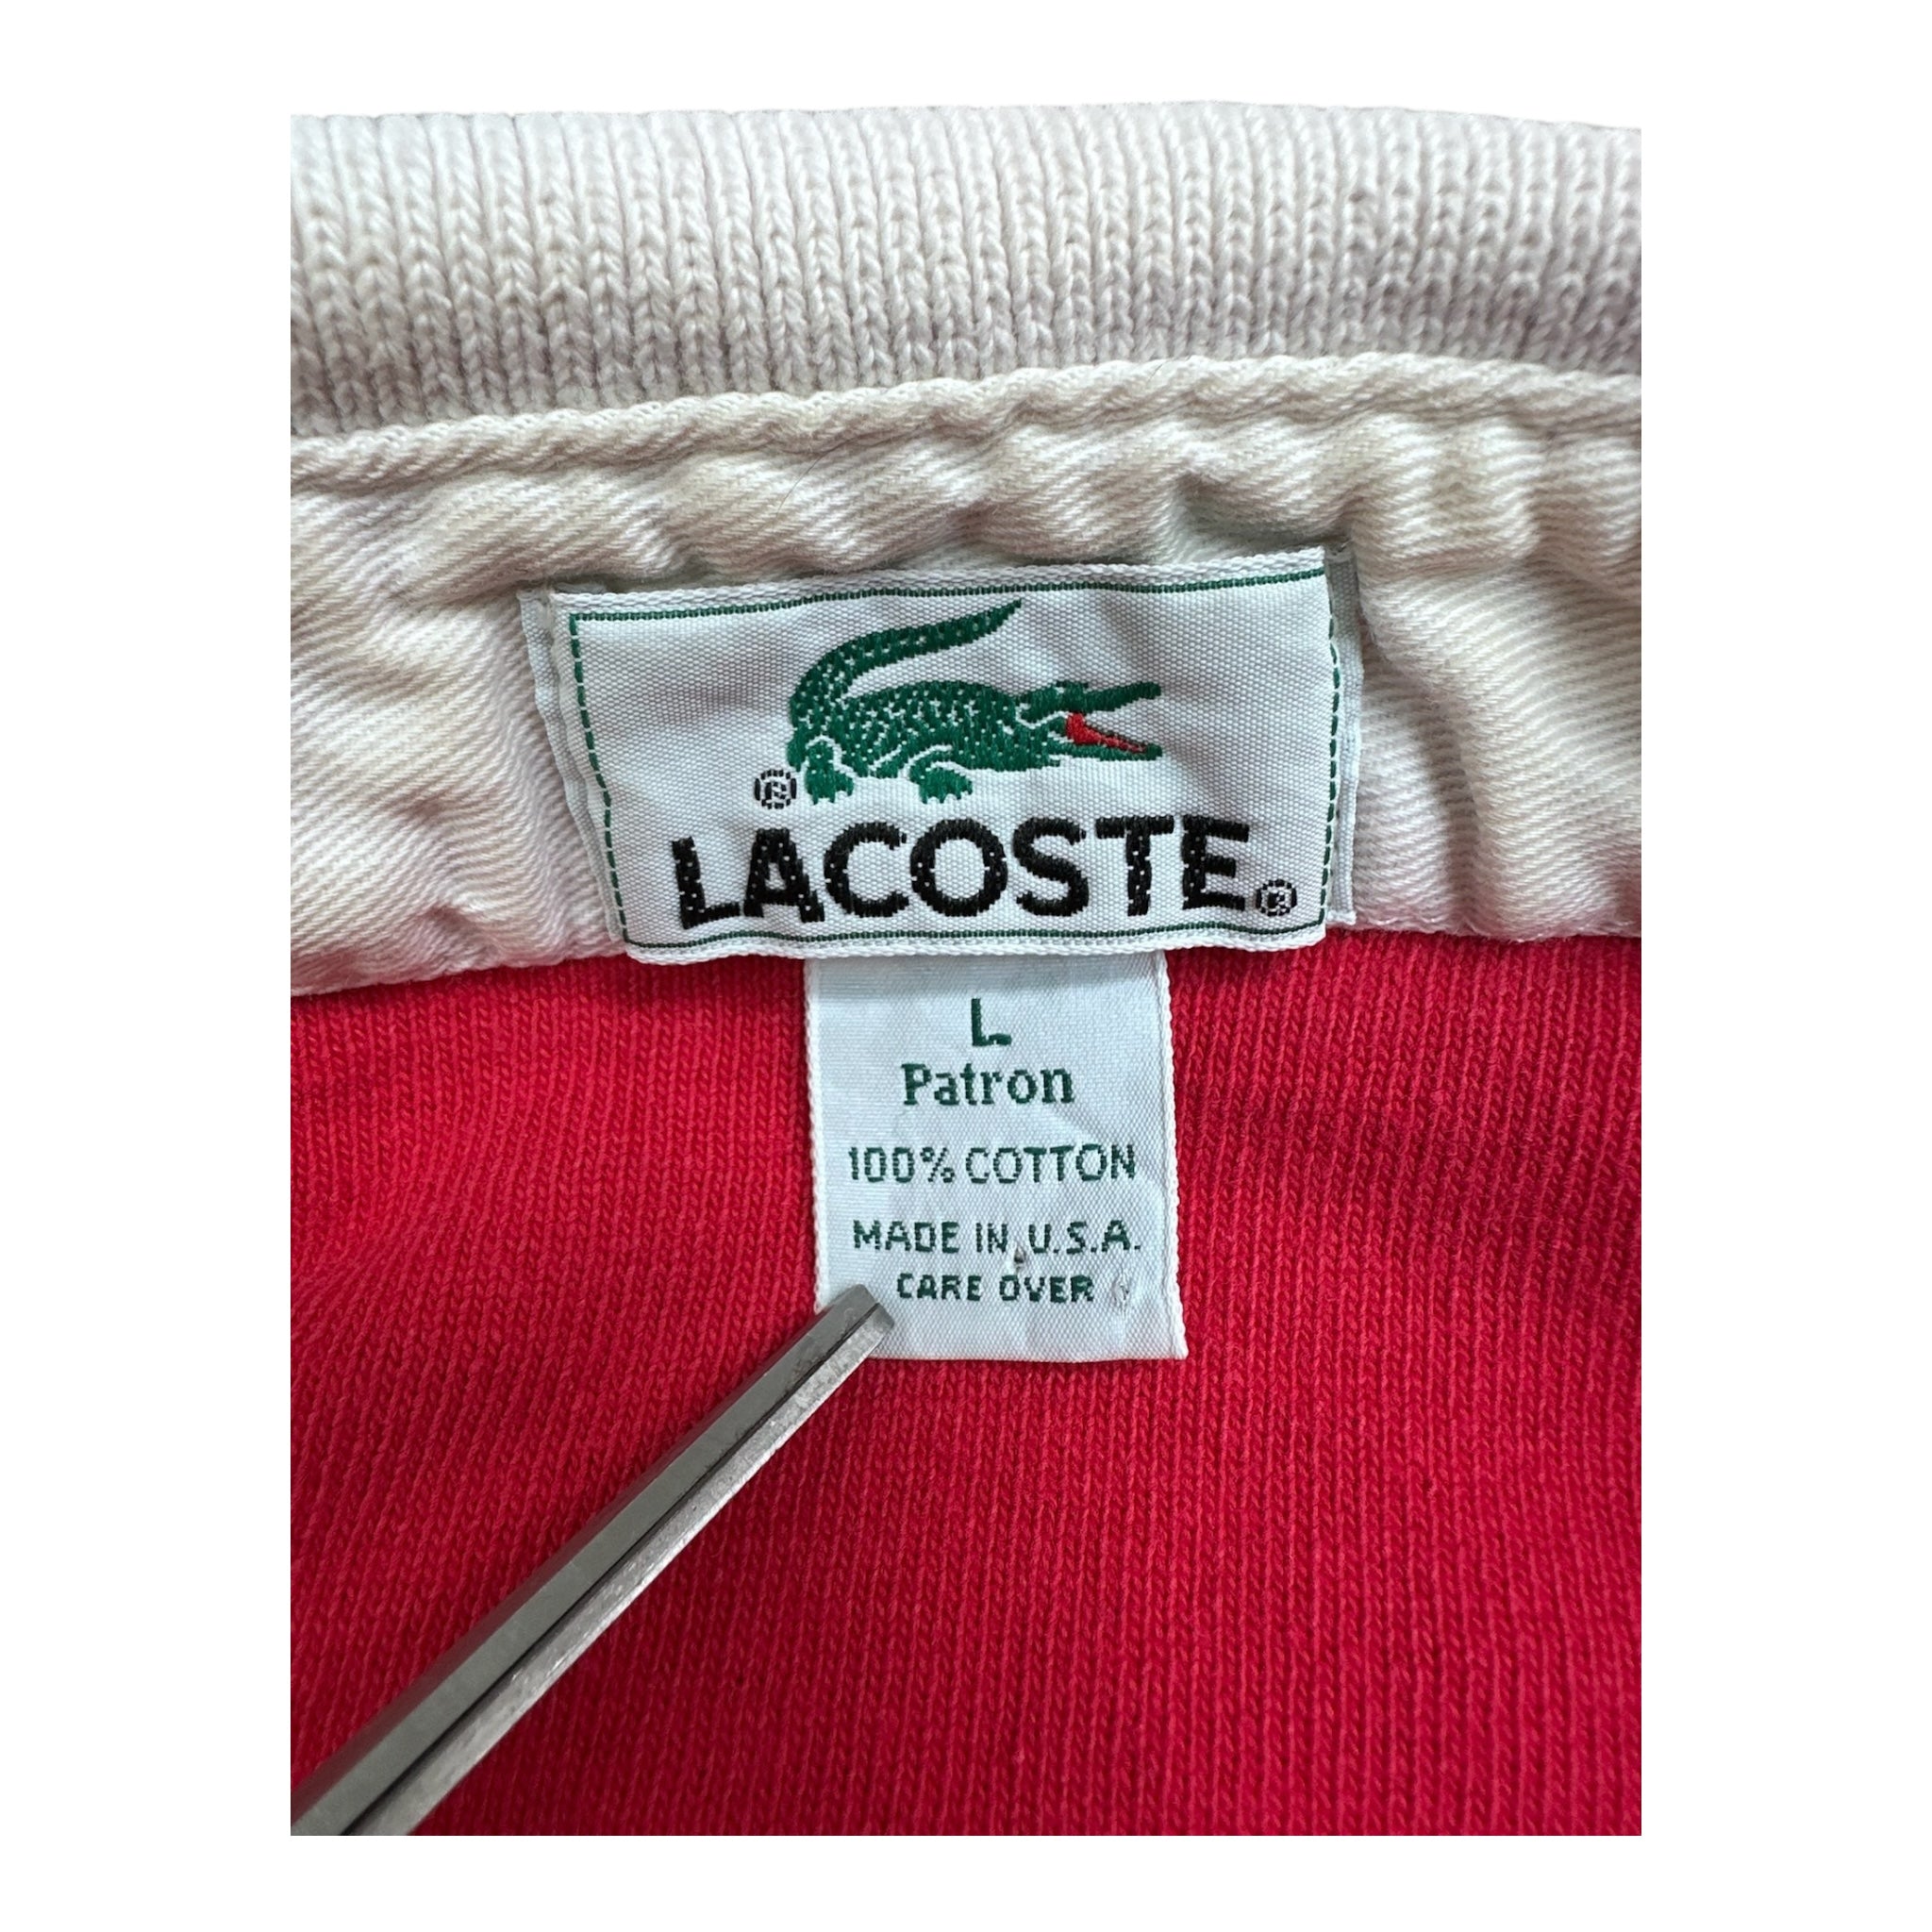 ®
LACOSTE®
L
Patron
100% COTTON
MADE IN U.S.A.
CARE OVER